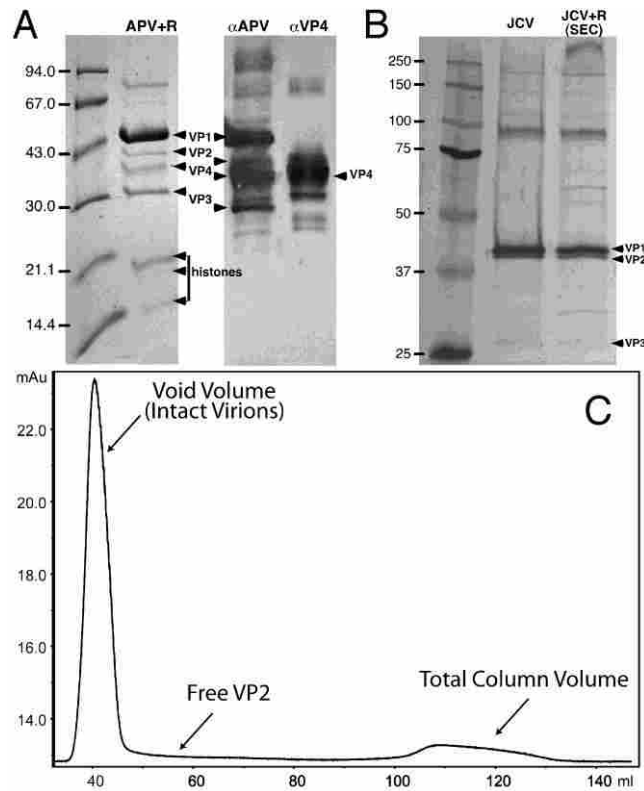 A
APV+R
αAPV
αVP4
94.0
67.0
43.0
30.0
21.1
14.4
VP1
VP2
VP4
VP3
histones
VP4
B
JCV
JCV+R
(SEC)
250
150
100
75
50
37
25
VP1
VP2
VP3
C
mAu
22.0
20.0
18.0
16.0
14.0
Void Volume
(Intact Virions)
Free VP2
Total Column Volume
40
60
80
100
120
140
ml